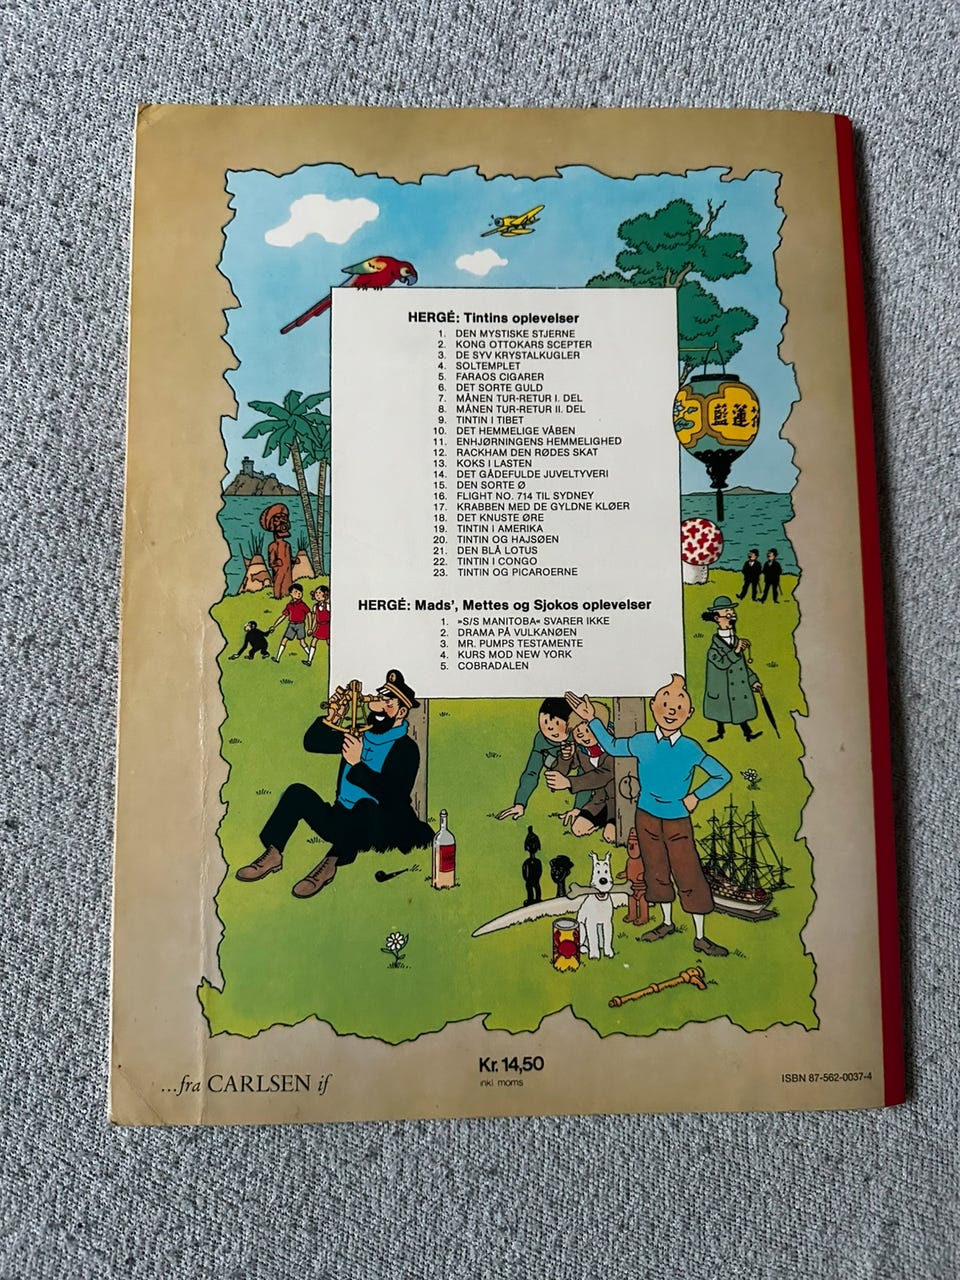 HERGÉ: Tintins oplevelser
1. DEN MYSTISKE STJERNE
2. KONG OTTOKARS SCEPTER
3. DE SYV KRYSTALKUGLER
4. SOLTEMPLET
5. FARAOS CIGARER
6. DET SORTE GULD
7. MÅNEN TUR-RETUR I. DEL
8. MÅNEN TUR-RETUR II. DEL
9. TINTIN I TIBET
10. DET HEMMELIGE VÅBEN
11. ENHJØRNINGENS HEMMELIGHED
12. RACKHAM DEN RØDES SKAT
13. KOKS I LASTEN
14. DET GÅDEFULDE JUVELTYVERI
15. DEN SORTE Ø
16. FLIGHT NO. 714 TIL SYDNEY
17. KRABBEN MED DE GYLDNE KLØER
18. DET KNUSTE ØRE
19. TINTIN I AMERIKA
20. TINTIN OG HAJSØEN
21. DEN BLÅ LOTUS
22. TINTIN I CONGO
23. TINTIN OG PICAROERNE
HERGÉ: Mads', Mettes og Sjokos oplevelser
1. »S/S MANITOBA« SVARER IKKE
2. DRAMA PÅ VULKANØEN
3. MR. PUMPS TESTAMENTE
4. KURS MOD NEW YORK
5. COBRADALEN
藍蓮
...fra CARLSEN if
Kr. 14,50
inkl. moms
ISBN 87-562-0037-4